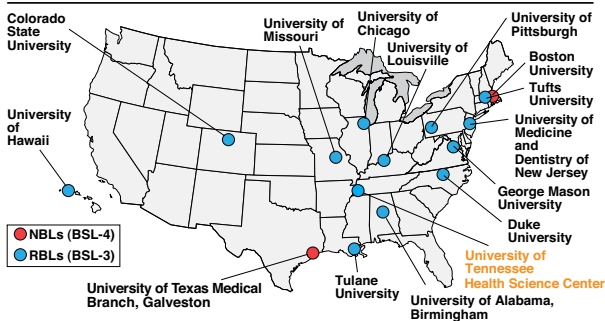 Colorado
State
University
University of
Missouri
University of
Chicago
University of
Louisville
University of
Pittsburgh
Boston
University
Tufts
University
University
of
Hawaii
University
of Medicine
and
Dentistry of
New Jersey
George Mason
University
Duke
University
NBLs (BSL-4)
RBLs (BSL-3)
University of
Tennessee
Health Science Center
University of Texas Medical
Branch, Galveston
Tulane
University
University of Alabama,
Birmingham